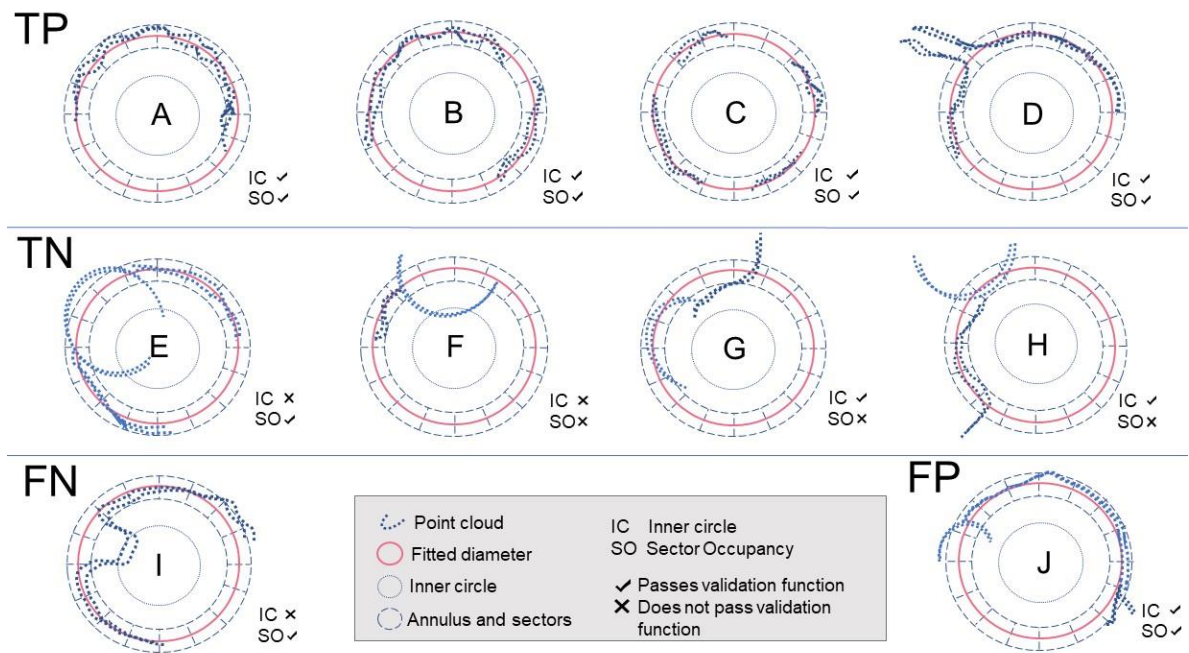 TP
A
IC ✓
SO ✓
B
IC ✓
SO ✓
C
IC ✓
SO ✓
D
IC ✓
SO ✓
TN
E
IC ×
SO ✓
F
IC ×
SO ×
G
IC ✓
SO ×
H
IC ✓
SO ×
FN
I
IC ×
SO ✓
Point cloud
Fitted diameter
Inner circle
Annulus and sectors
IC Inner circle
SO Sector Occupancy
✓ Passes validation function
× Does not pass validation
function
FP
J
IC ✓
SO ✓